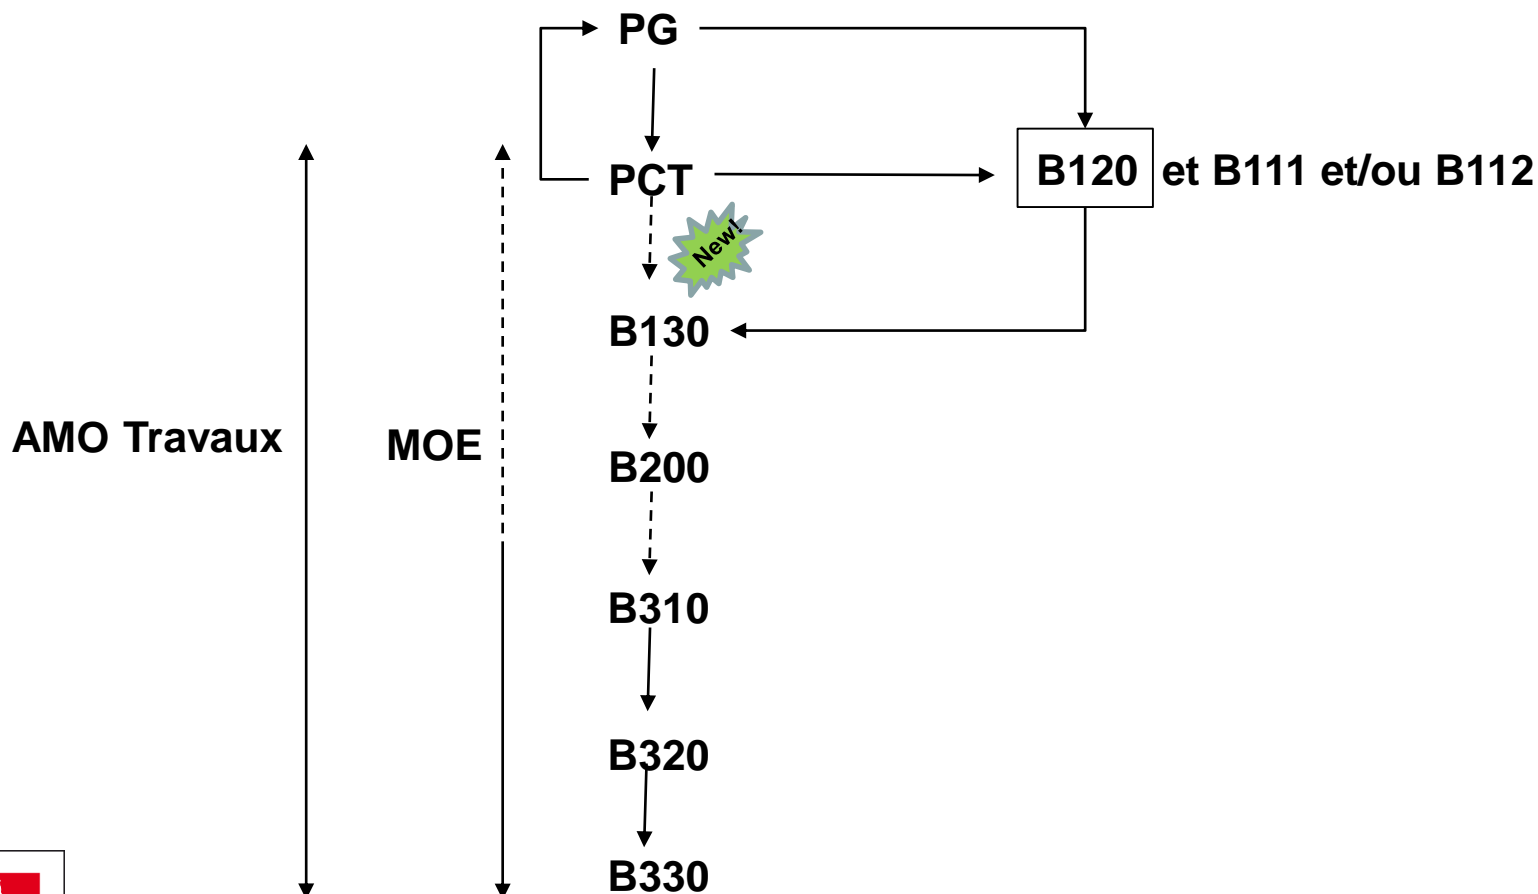 PG
PCT
B120 et B111 et/ou B112
New!
B130
AMO Travaux
MOE
B200
B310
B320
B330